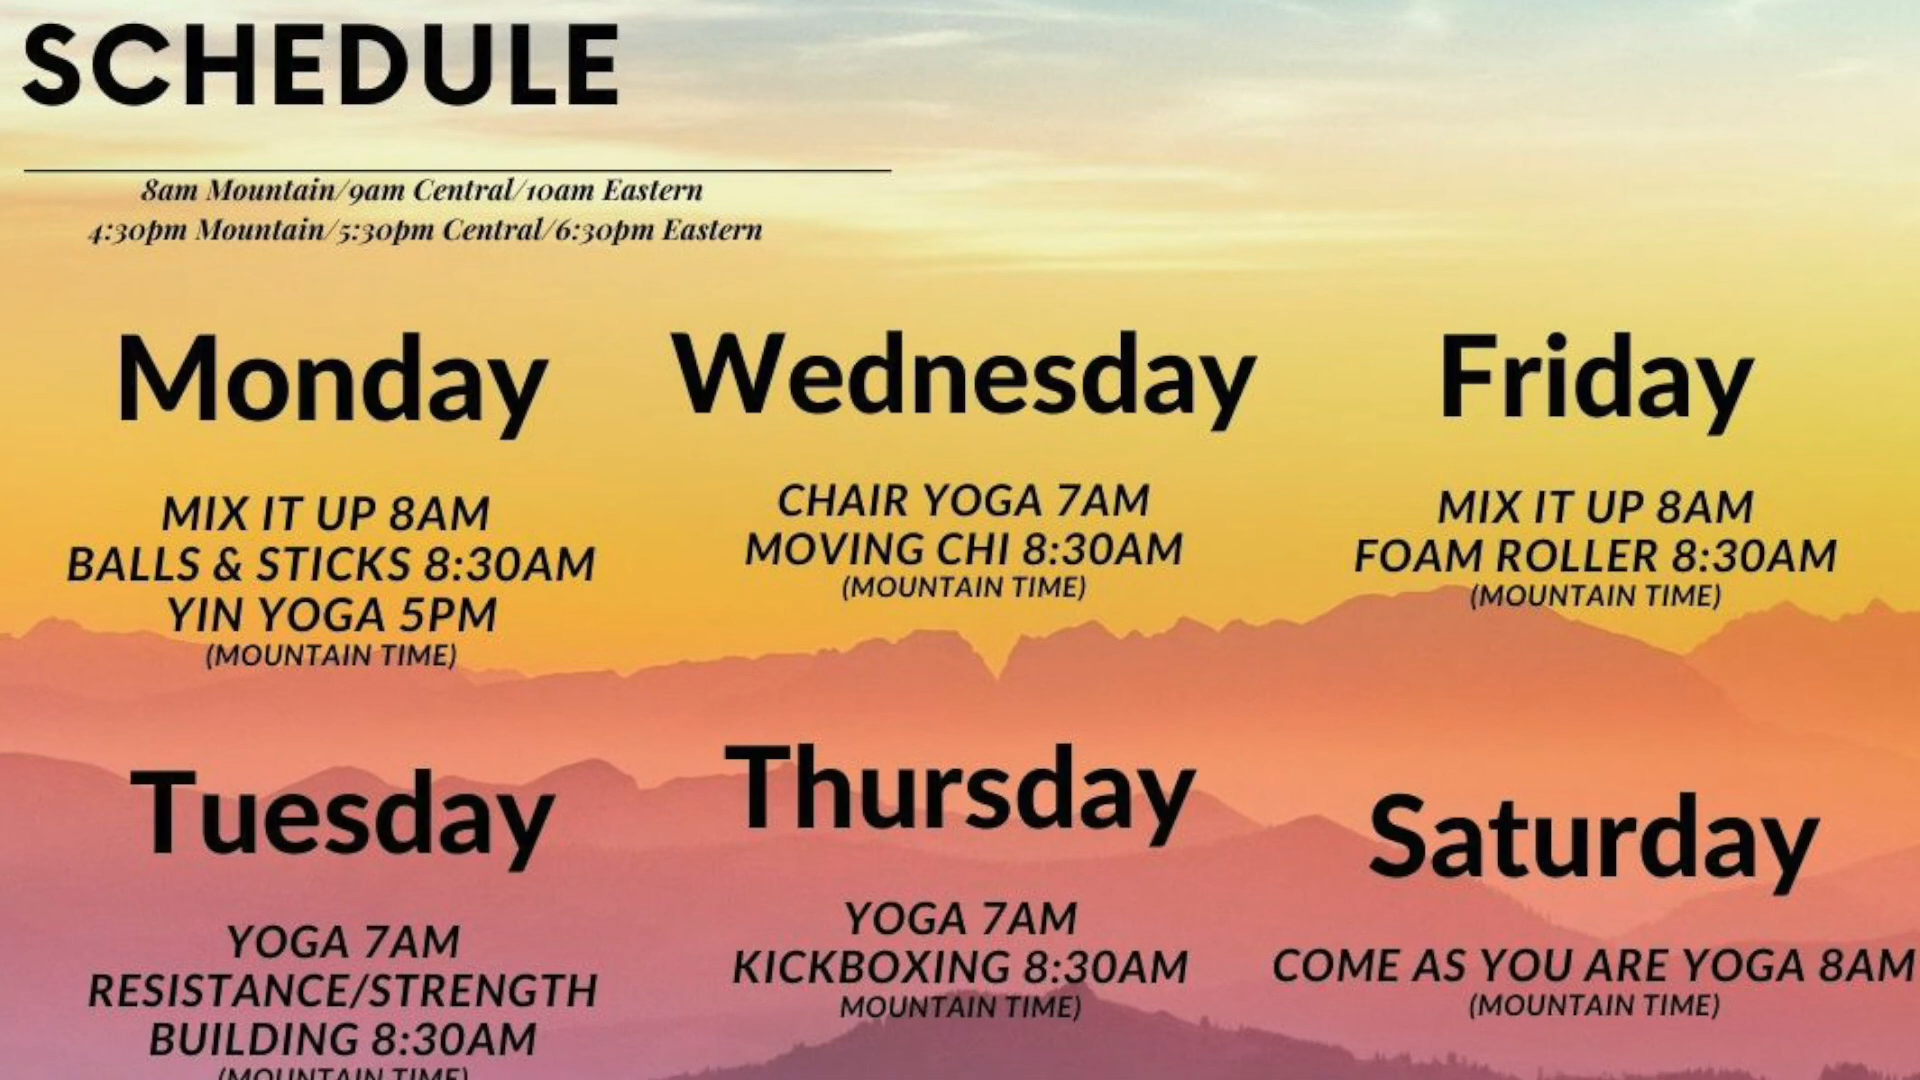 SCHEDULE
8am Mountain/9am Central/10am Eastern
4:30pm Mountain/5:30pm Central/6:30pm Eastern
Monday
MIX IT UP 8AM
BALLS & STICKS 8:30AM
YIN YOGA 5PM
(MOUNTAIN TIME)
Tuesday
YOGA 7AM
RESISTANCE/STRENGTH
BUILDING 8:30AM
(MOUNTAIN TIME)
Wednesday
CHAIR YOGA 7AM
MOVING CHI 8:30AM
(MOUNTAIN TIME)
Thursday
YOGA 7AM
KICKBOXING 8:30AM
MOUNTAIN TIME)
Friday
MIX IT UP 8AM
FOAM ROLLER 8:30AM
(MOUNTAIN TIME)
Saturday
COME AS YOU ARE YOGA 8AM
(MOUNTAIN TIME)